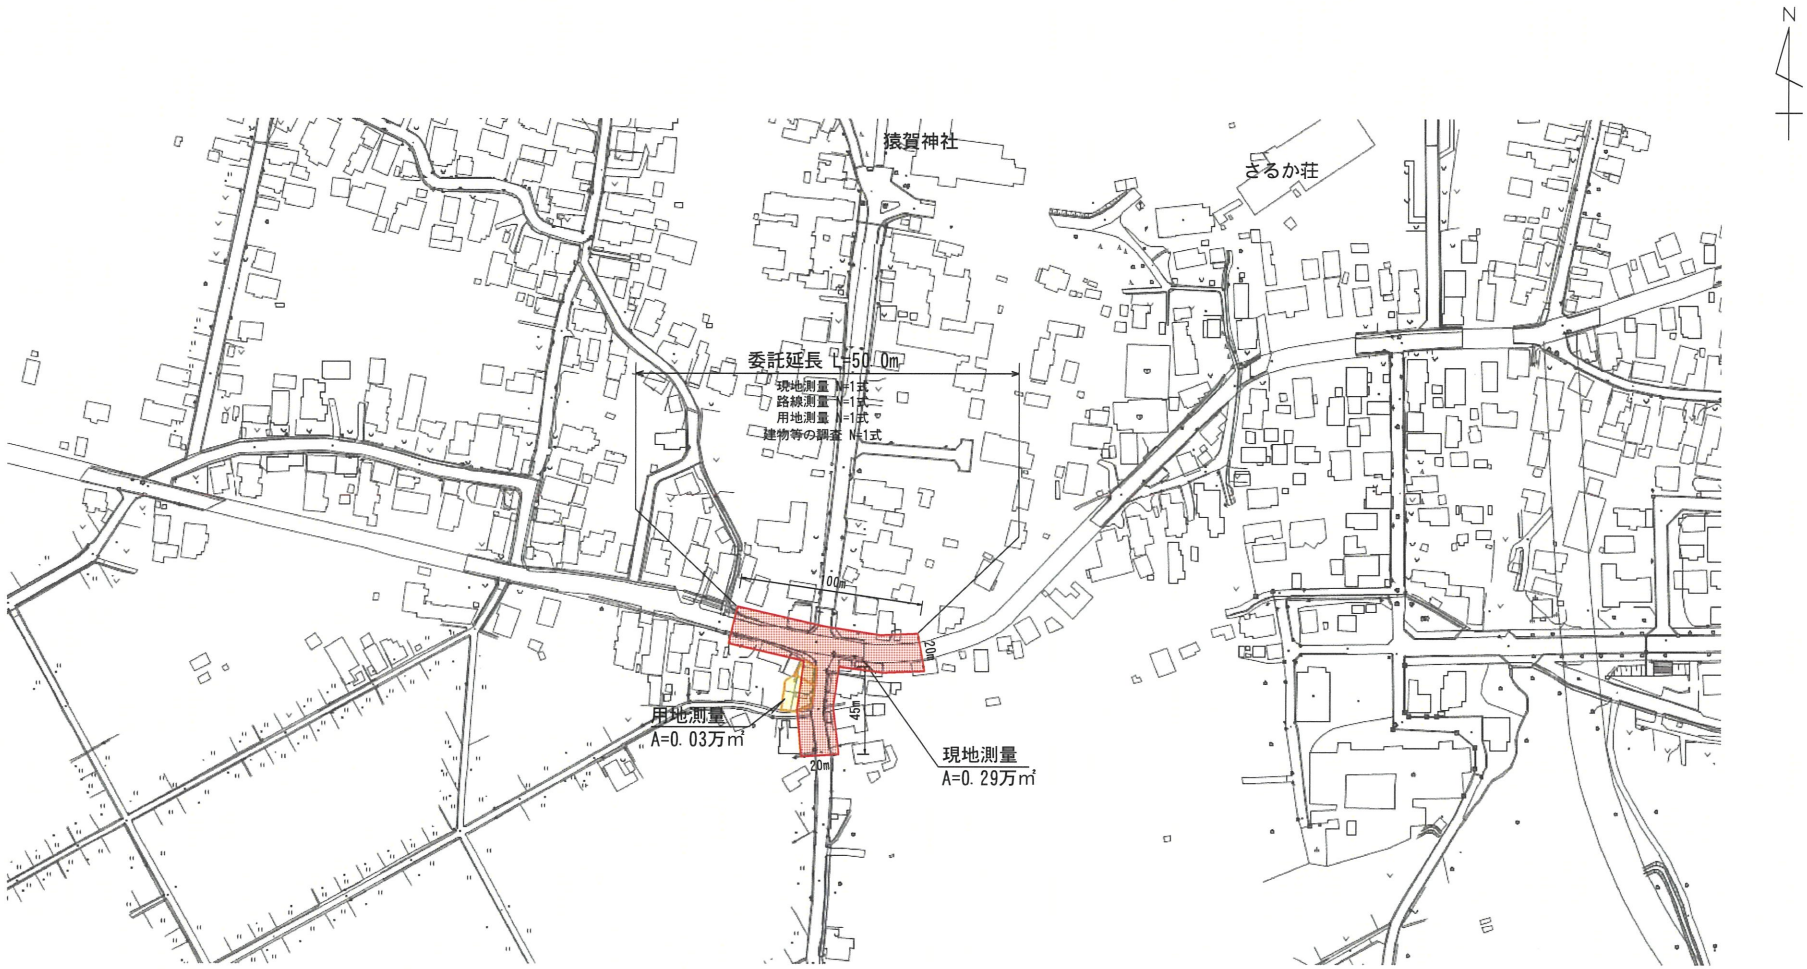 N
猿賀神社
さるか荘
委託延長 L=50.0m
現地測量 N=1式
路線測量 N=1式
用地測量 N=1式
建物等の調査 N=1式
100m
20m
45m
用地測量
A=0.03万㎡
現地測量
A=0.29万㎡
20m